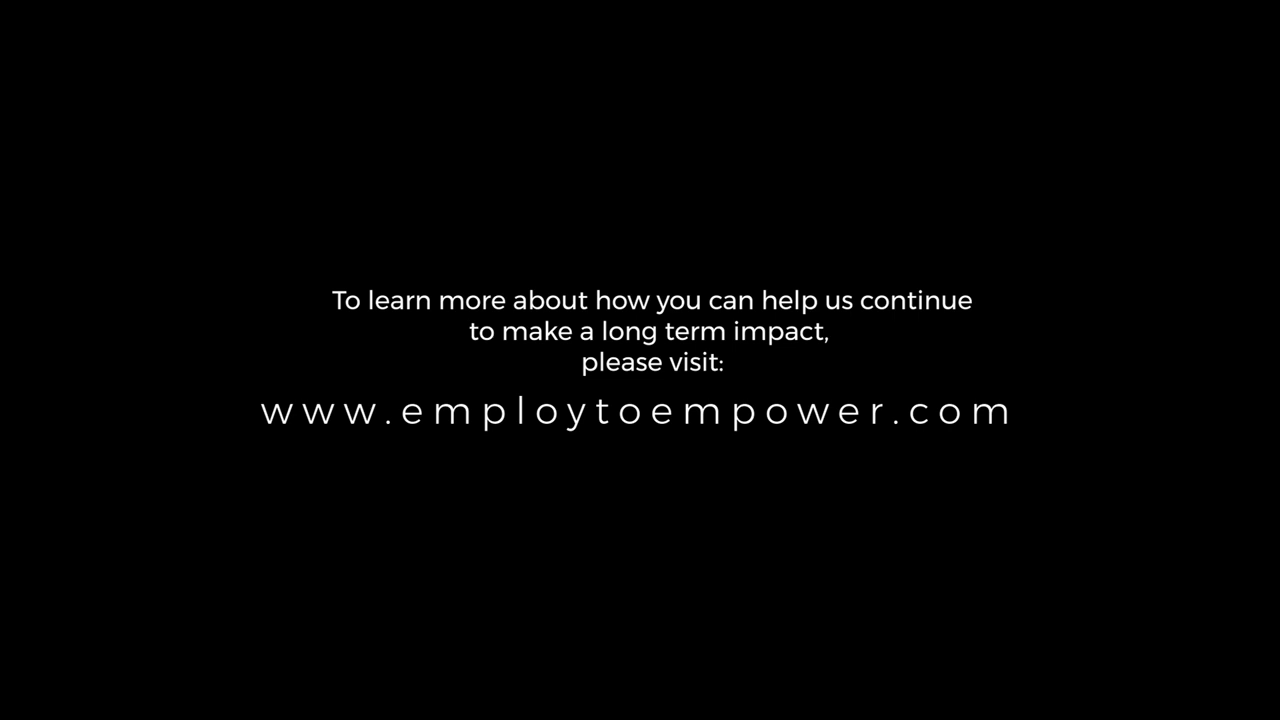 To learn more about how you can help us continue
to make a long term impact,
please visit:
www.employtoempower.com